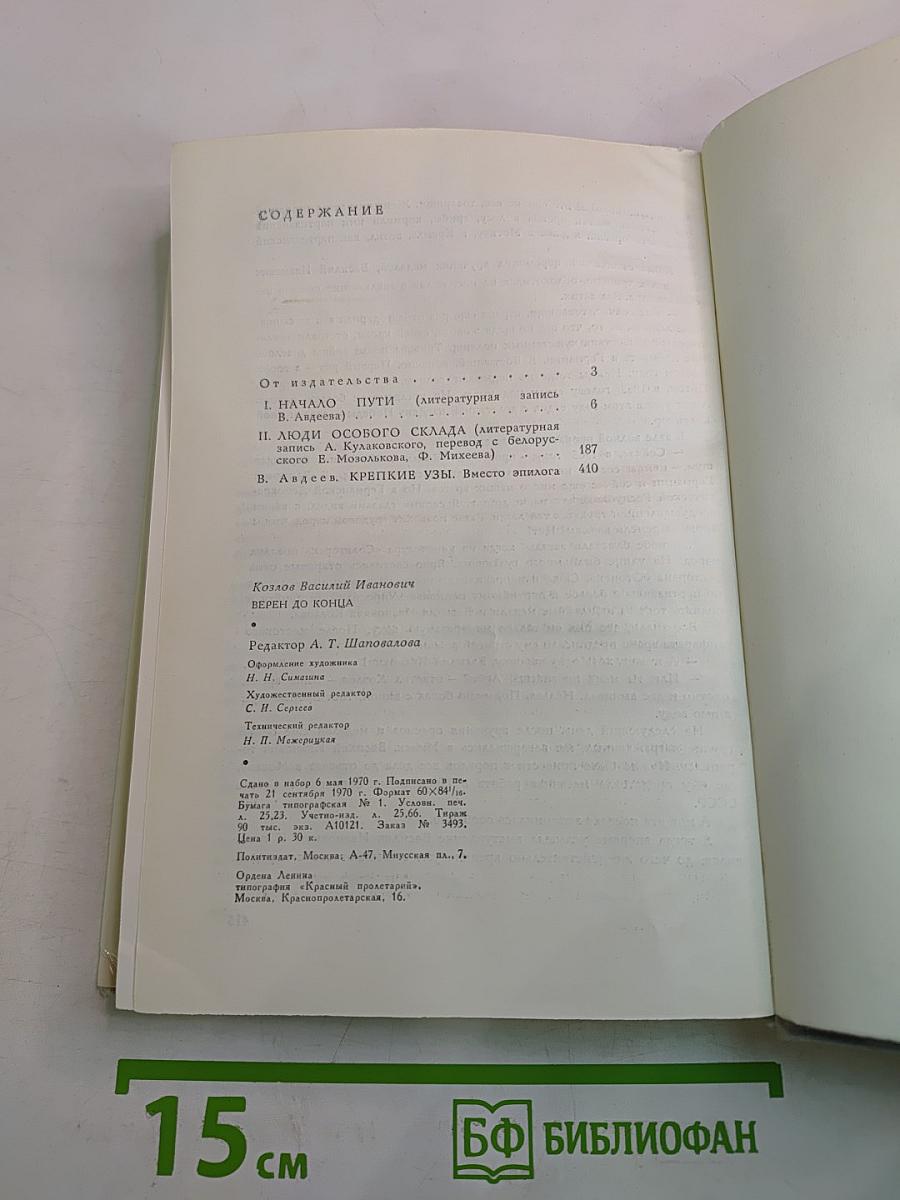 СОДЕРЖАНИЕ
От издательства . . . . . . . . . . 3
I. НАЧАЛО ПУТИ (литературная запись
В. Авдеева) . . . . . . . . . . . . 6
II. ЛЮДИ ОСОБОГО СКЛАДА (литературная
запись А. Кулаковского, перевод с белорус-
ского Е. Мозолькова, Ф. Михеева) . . . . 187
В. Авдеев. КРЕПКИЕ УЗЫ. Вместо эпилога 410
Козлов Василий Иванович
ВЕРЕН ДО КОНЦА
•
Редактор А. Т. Шаповалова
Оформление художника
Н. Н. Симагина
Художественный редактор
С. И. Сергеев
Технический редактор
Н. П. Межерицкая
•
Сдано в набор 6 мая 1970 г. Подписано в пе-
чать 21 сентября 1970 г. Формат 60×84¹/₁₆.
Бумага типографская № 1. Условн. печ.
л. 25,23. Учетно-изд. л. 25,66. Тираж
90 тыс. экз. А10121. Заказ № 3493.
Цена 1 р. 30 к.
Политиздат, Москва, А-47, Миусская пл., 7.
Ордена Ленина
типография «Красный пролетарий».
Москва, Краснопролетарская, 16.
15 см
БФ БИБЛИОФАН